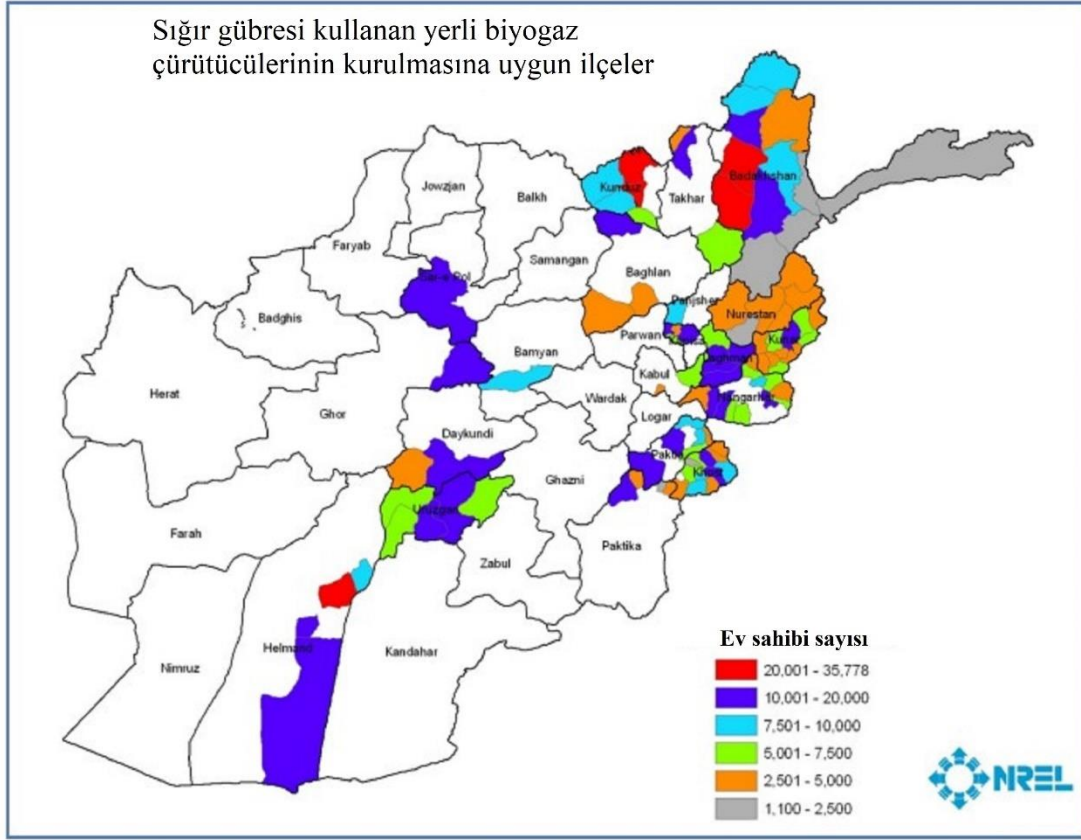 Sığır gübresi kullanan yerli biyogaz
çürütücülerinin kurulmasına uygun ilçeler
Jowzjan
Balkh
Kunduz
Takhar
Badakhshan
Faryab
Samangan
Baghlan
Sar-e Pol
Panjsher
Nurestan
Badghis
Parwan
Kapisa
Kunar
Bamyan
Laghman
Kabul
Herat
Wardak
Nangarhar
Ghor
Logar
Daykundi
Paktia
Khost
Ghazni
Uruzgan
Farah
Paktika
Zabul
Helmand
Kandahar
Nimruz
Ev sahibi sayısı
20,001 - 35,778
10,001 - 20,000
7,501 - 10,000
5,001 - 7,500
2,501 - 5,000
1,100 - 2,500
NREL